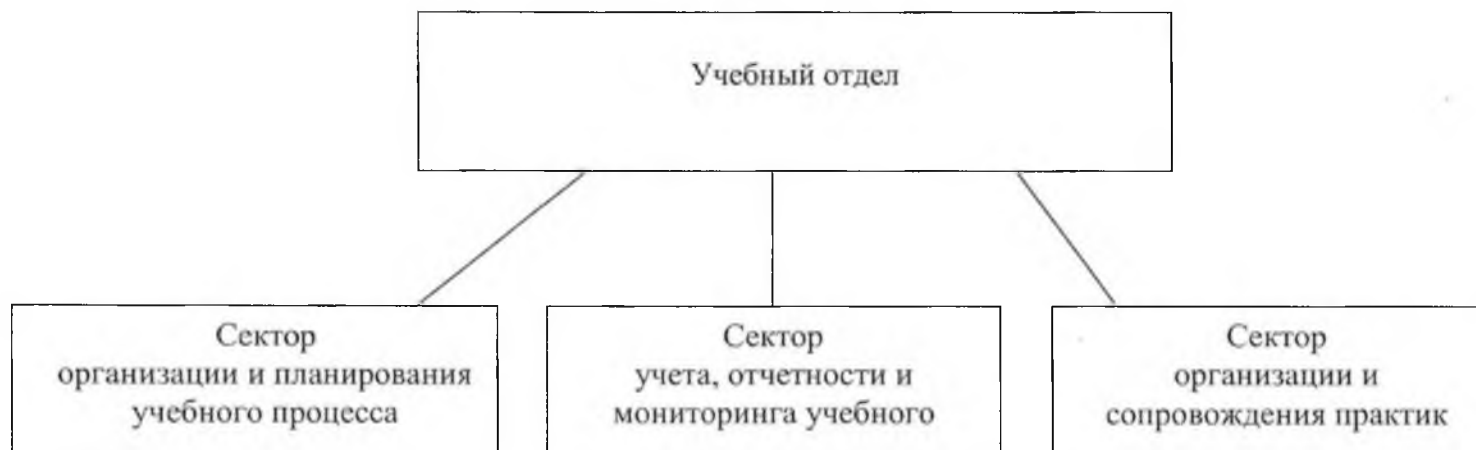 Учебный отдел
Сектор
организации и планирования
учебного процесса
Сектор
учета, отчетности и
мониторинга учебного
Сектор
организации и
сопровождения практик